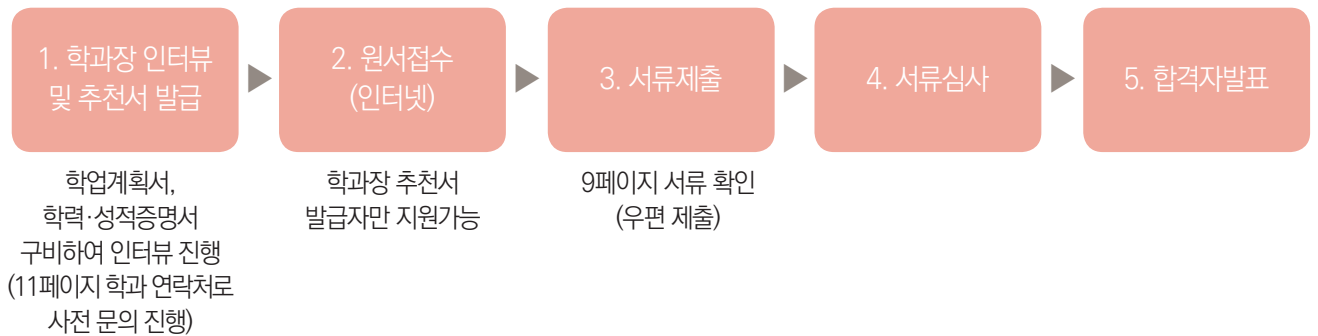 1. 학과장 인터뷰
및 추천서 발급
2. 원서접수
(인터넷)
3. 서류제출
4. 서류심사
5. 합격자발표
학업계획서,
학력·성적증명서
구비하여 인터뷰 진행
(11페이지 학과 연락처로
사전 문의 진행)
학과장 추천서
발급자만 지원가능
9페이지 서류 확인
(우편 제출)